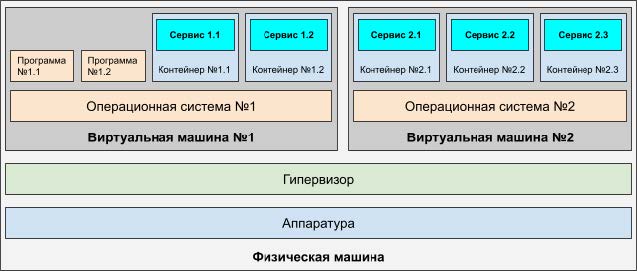 Сервис 1.1
Сервис 1.2
Сервис 2.1
Сервис 2.2
Сервис 2.3
Программа
№1.1
Программа
№1.2
Контейнер №1.1
Контейнер №1.2
Контейнер №2.1
Контейнер №2.2
Контейнер №2.3
Операционная система №1
Операционная система №2
Виртуальная машина №1
Виртуальная машина №2
Гипервизор
Аппаратура
Физическая машина